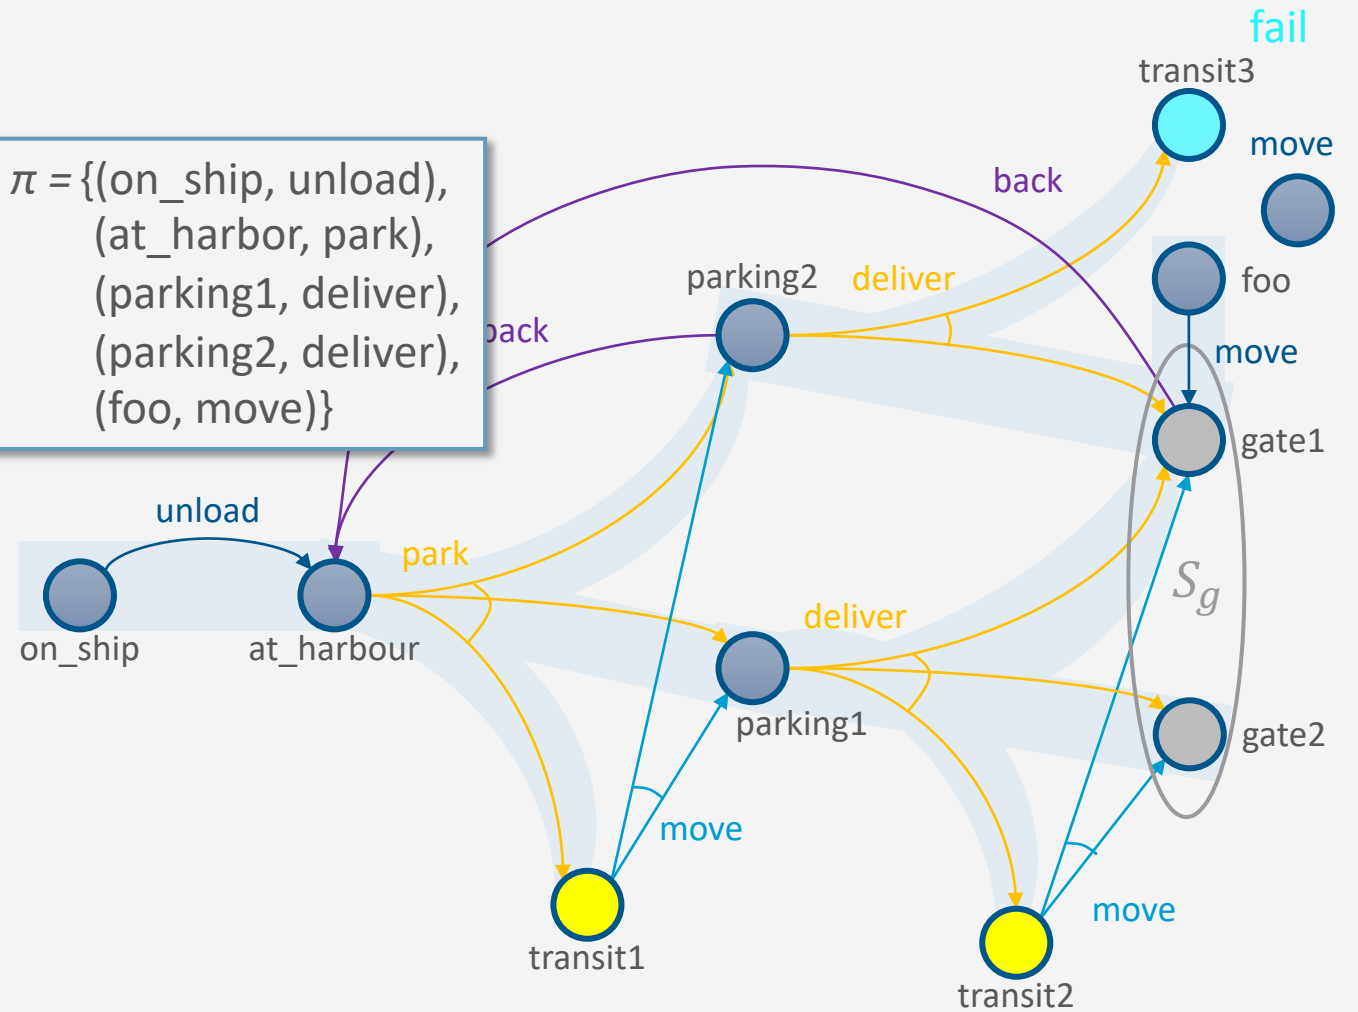 fail
transit3
move
π = {(on_ship, unload),
(at_harbor, park),
(parking1, deliver),
(parking2, deliver),
(foo, move)}
back
parking2
deliver
foo
back
move
gate1
unload
park
S_g
deliver
on_ship
at_harbour
parking1
gate2
move
move
transit1
transit2